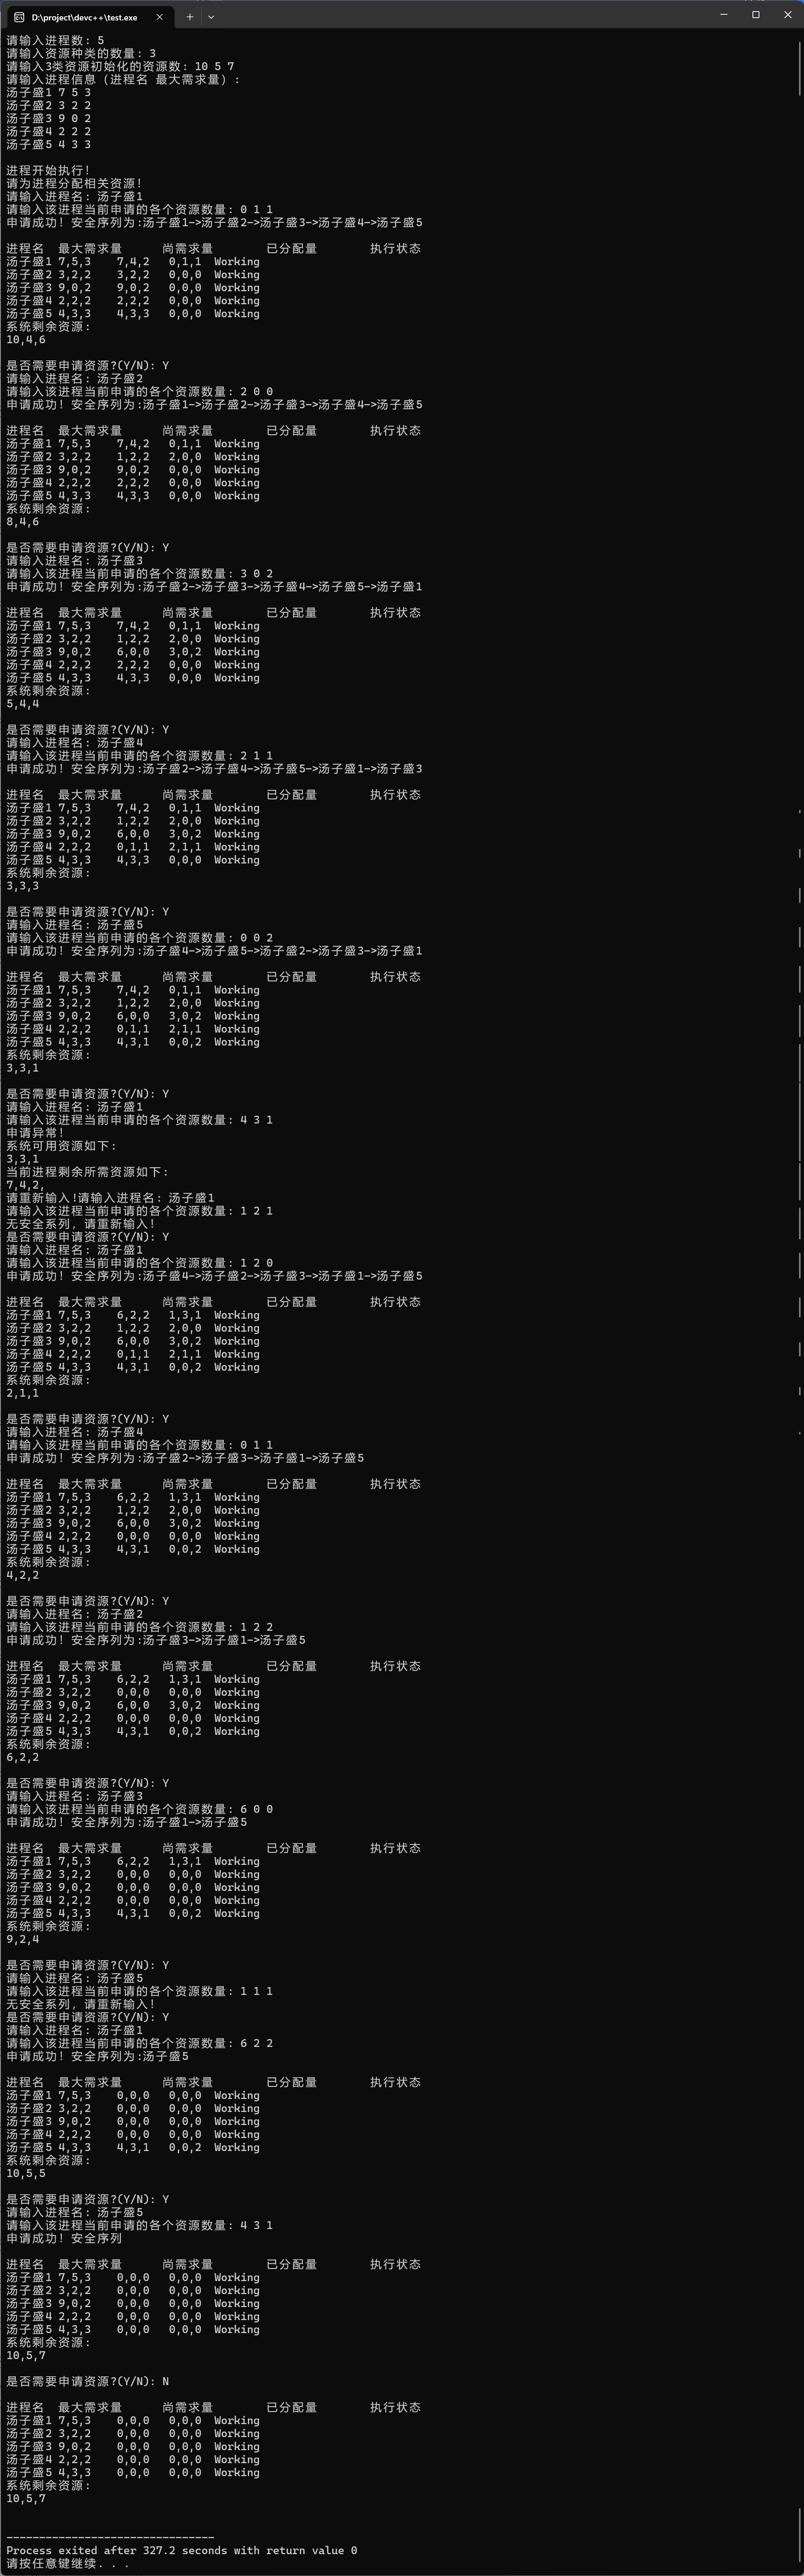 D:\project\devc++\test.exe
请输入进程数: 5
请输入资源种类的数量: 3
请输入3类资源初始化的资源数: 10 5 7
请输入进程信息（进程名 最大需求量）:
汤子盛1 7 5 3
汤子盛2 3 2 2
汤子盛3 9 0 2
汤子盛4 2 2 2
汤子盛5 4 3 3
进程开始执行!
请为进程分配相关资源!
请输入进程名: 汤子盛1
请输入该进程当前申请的各个资源数量: 0 1 1
申请成功! 安全序列为:汤子盛1->汤子盛2->汤子盛3->汤子盛4->汤子盛5
进程名 最大需求量 尚需求量 已分配量 执行状态
汤子盛1 7,5,3 7,4,2 0,1,1 Working
汤子盛2 3,2,2 3,2,2 0,0,0 Working
汤子盛3 9,0,2 9,0,2 0,0,0 Working
汤子盛4 2,2,2 2,2,2 0,0,0 Working
汤子盛5 4,3,3 4,3,3 0,0,0 Working
系统剩余资源:
10,4,6
是否需要申请资源?(Y/N): Y
请输入进程名: 汤子盛2
请输入该进程当前申请的各个资源数量: 2 0 0
申请成功! 安全序列为:汤子盛1->汤子盛2->汤子盛3->汤子盛4->汤子盛5
进程名 最大需求量 尚需求量 已分配量 执行状态
汤子盛1 7,5,3 7,4,2 0,1,1 Working
汤子盛2 3,2,2 1,2,2 2,0,0 Working
汤子盛3 9,0,2 9,0,2 0,0,0 Working
汤子盛4 2,2,2 2,2,2 0,0,0 Working
汤子盛5 4,3,3 4,3,3 0,0,0 Working
系统剩余资源:
8,4,6
是否需要申请资源?(Y/N): Y
请输入进程名: 汤子盛3
请输入该进程当前申请的各个资源数量: 3 0 2
申请成功! 安全序列为:汤子盛2->汤子盛3->汤子盛4->汤子盛5->汤子盛1
进程名 最大需求量 尚需求量 已分配量 执行状态
汤子盛1 7,5,3 7,4,2 0,1,1 Working
汤子盛2 3,2,2 1,2,2 2,0,0 Working
汤子盛3 9,0,2 6,0,0 3,0,2 Working
汤子盛4 2,2,2 2,2,2 0,0,0 Working
汤子盛5 4,3,3 4,3,3 0,0,0 Working
系统剩余资源:
5,4,4
是否需要申请资源?(Y/N): Y
请输入进程名: 汤子盛4
请输入该进程当前申请的各个资源数量: 2 1 1
申请成功! 安全序列为:汤子盛2->汤子盛4->汤子盛5->汤子盛1->汤子盛3
进程名 最大需求量 尚需求量 已分配量 执行状态
汤子盛1 7,5,3 7,4,2 0,1,1 Working
汤子盛2 3,2,2 1,2,2 2,0,0 Working
汤子盛3 9,0,2 6,0,0 3,0,2 Working
汤子盛4 2,2,2 0,1,1 2,1,1 Working
汤子盛5 4,3,3 4,3,3 0,0,0 Working
系统剩余资源:
3,3,3
是否需要申请资源?(Y/N): Y
请输入进程名: 汤子盛5
请输入该进程当前申请的各个资源数量: 0 0 2
申请成功! 安全序列为:汤子盛4->汤子盛5->汤子盛2->汤子盛3->汤子盛1
进程名 最大需求量 尚需求量 已分配量 执行状态
汤子盛1 7,5,3 7,4,2 0,1,1 Working
汤子盛2 3,2,2 1,2,2 2,0,0 Working
汤子盛3 9,0,2 6,0,0 3,0,2 Working
汤子盛4 2,2,2 0,1,1 2,1,1 Working
汤子盛5 4,3,3 4,3,1 0,0,2 Working
系统剩余资源:
3,3,1
是否需要申请资源?(Y/N): Y
请输入进程名: 汤子盛1
请输入该进程当前申请的各个资源数量: 4 3 1
申请异常!
系统可用资源如下:
3,3,1
当前进程剩余所需资源如下:
7,4,2,
请重新输入!请输入进程名: 汤子盛1
请输入该进程当前申请的各个资源数量: 1 2 1
无安全系列, 请重新输入!
是否需要申请资源?(Y/N): Y
请输入进程名: 汤子盛1
请输入该进程当前申请的各个资源数量: 1 2 0
申请成功! 安全序列为:汤子盛4->汤子盛2->汤子盛3->汤子盛1->汤子盛5
进程名 最大需求量 尚需求量 已分配量 执行状态
汤子盛1 7,5,3 6,2,2 1,3,1 Working
汤子盛2 3,2,2 1,2,2 2,0,0 Working
汤子盛3 9,0,2 6,0,0 3,0,2 Working
汤子盛4 2,2,2 0,1,1 2,1,1 Working
汤子盛5 4,3,3 4,3,1 0,0,2 Working
系统剩余资源:
2,1,1
是否需要申请资源?(Y/N): Y
请输入进程名: 汤子盛4
请输入该进程当前申请的各个资源数量: 0 1 1
申请成功! 安全序列为:汤子盛2->汤子盛3->汤子盛1->汤子盛5
进程名 最大需求量 尚需求量 已分配量 执行状态
汤子盛1 7,5,3 6,2,2 1,3,1 Working
汤子盛2 3,2,2 1,2,2 2,0,0 Working
汤子盛3 9,0,2 6,0,0 3,0,2 Working
汤子盛4 2,2,2 0,0,0 0,0,0 Working
汤子盛5 4,3,3 4,3,1 0,0,2 Working
系统剩余资源:
4,2,2
是否需要申请资源?(Y/N): Y
请输入进程名: 汤子盛2
请输入该进程当前申请的各个资源数量: 1 2 2
申请成功! 安全序列为:汤子盛3->汤子盛1->汤子盛5
进程名 最大需求量 尚需求量 已分配量 执行状态
汤子盛1 7,5,3 6,2,2 1,3,1 Working
汤子盛2 3,2,2 0,0,0 0,0,0 Working
汤子盛3 9,0,2 6,0,0 3,0,2 Working
汤子盛4 2,2,2 0,0,0 0,0,0 Working
汤子盛5 4,3,3 4,3,1 0,0,2 Working
系统剩余资源:
6,2,2
是否需要申请资源?(Y/N): Y
请输入进程名: 汤子盛3
请输入该进程当前申请的各个资源数量: 6 0 0
申请成功! 安全序列为:汤子盛1->汤子盛5
进程名 最大需求量 尚需求量 已分配量 执行状态
汤子盛1 7,5,3 6,2,2 1,3,1 Working
汤子盛2 3,2,2 0,0,0 0,0,0 Working
汤子盛3 9,0,2 0,0,0 0,0,0 Working
汤子盛4 2,2,2 0,0,0 0,0,0 Working
汤子盛5 4,3,3 4,3,1 0,0,2 Working
系统剩余资源:
9,2,4
是否需要申请资源?(Y/N): Y
请输入进程名: 汤子盛5
请输入该进程当前申请的各个资源数量: 1 1 1
无安全系列, 请重新输入!
是否需要申请资源?(Y/N): Y
请输入进程名: 汤子盛1
请输入该进程当前申请的各个资源数量: 6 2 2
申请成功! 安全序列为:汤子盛5
进程名 最大需求量 尚需求量 已分配量 执行状态
汤子盛1 7,5,3 0,0,0 0,0,0 Working
汤子盛2 3,2,2 0,0,0 0,0,0 Working
汤子盛3 9,0,2 0,0,0 0,0,0 Working
汤子盛4 2,2,2 0,0,0 0,0,0 Working
汤子盛5 4,3,3 4,3,1 0,0,2 Working
系统剩余资源:
10,5,5
是否需要申请资源?(Y/N): Y
请输入进程名: 汤子盛5
请输入该进程当前申请的各个资源数量: 4 3 1
申请成功! 安全序列
进程名 最大需求量 尚需求量 已分配量 执行状态
汤子盛1 7,5,3 0,0,0 0,0,0 Working
汤子盛2 3,2,2 0,0,0 0,0,0 Working
汤子盛3 9,0,2 0,0,0 0,0,0 Working
汤子盛4 2,2,2 0,0,0 0,0,0 Working
汤子盛5 4,3,3 0,0,0 0,0,0 Working
系统剩余资源:
10,5,7
是否需要申请资源?(Y/N): N
进程名 最大需求量 尚需求量 已分配量 执行状态
汤子盛1 7,5,3 0,0,0 0,0,0 Working
汤子盛2 3,2,2 0,0,0 0,0,0 Working
汤子盛3 9,0,2 0,0,0 0,0,0 Working
汤子盛4 2,2,2 0,0,0 0,0,0 Working
汤子盛5 4,3,3 0,0,0 0,0,0 Working
系统剩余资源:
10,5,7
--------------------------------
Process exited after 327.2 seconds with return value 0
请按任意键继续. . .